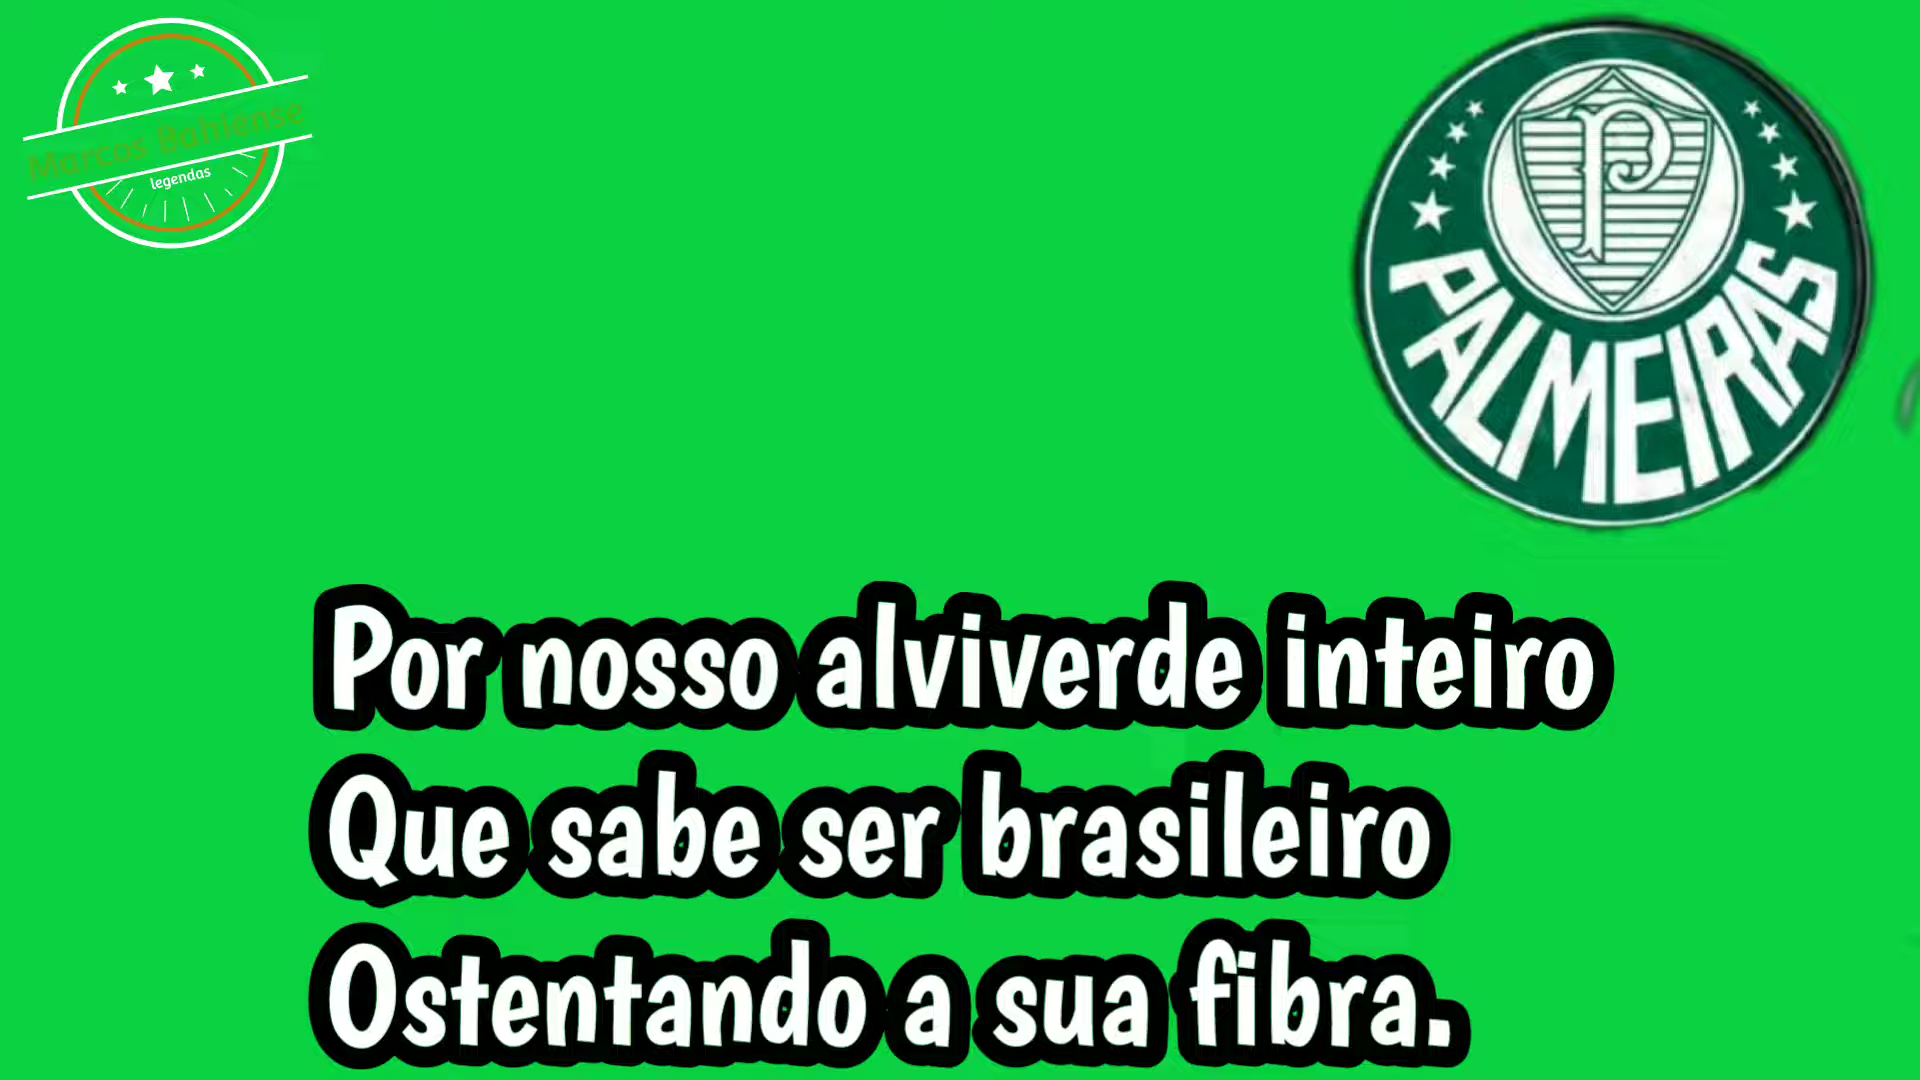 Marcos Bahiense
legendas
P
PALMEIRAS
Por nosso alviverde inteiro
Que sabe ser brasileiro
Ostentando a sua fibra.